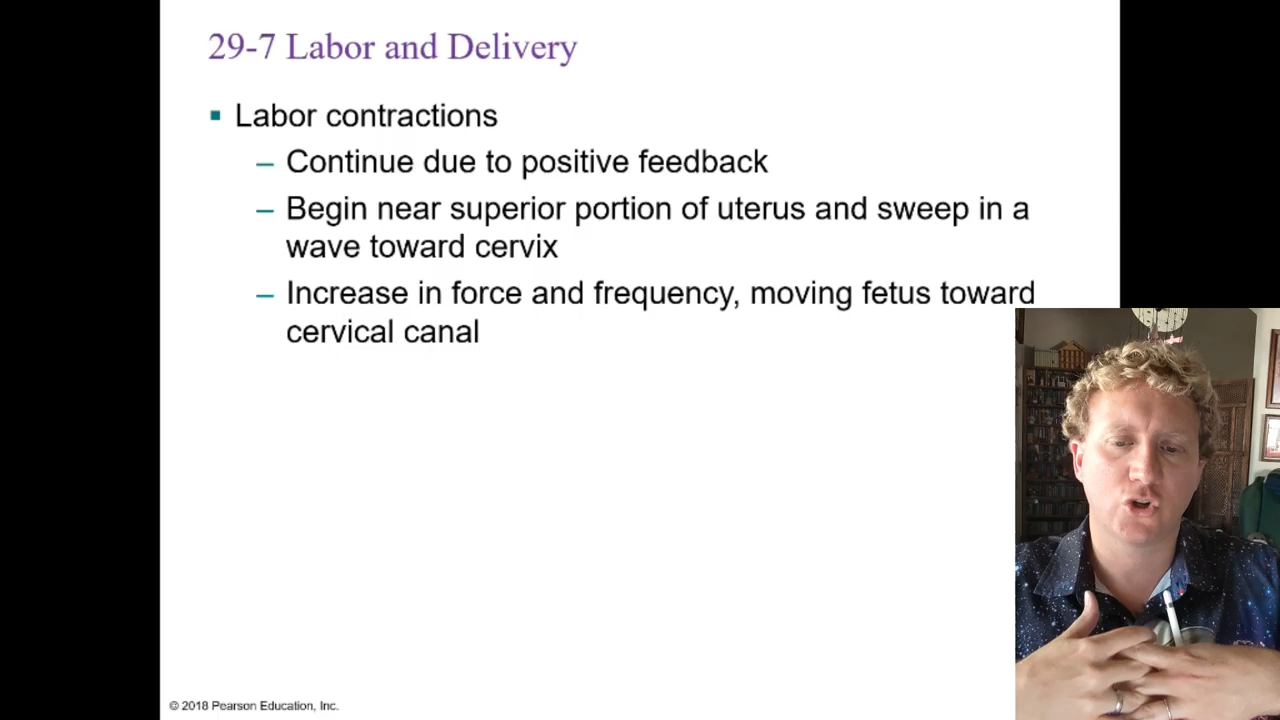 29-7 Labor and Delivery
▪ Labor contractions
– Continue due to positive feedback
– Begin near superior portion of uterus and sweep in a
wave toward cervix
– Increase in force and frequency, moving fetus toward
cervical canal
© 2018 Pearson Education, Inc.